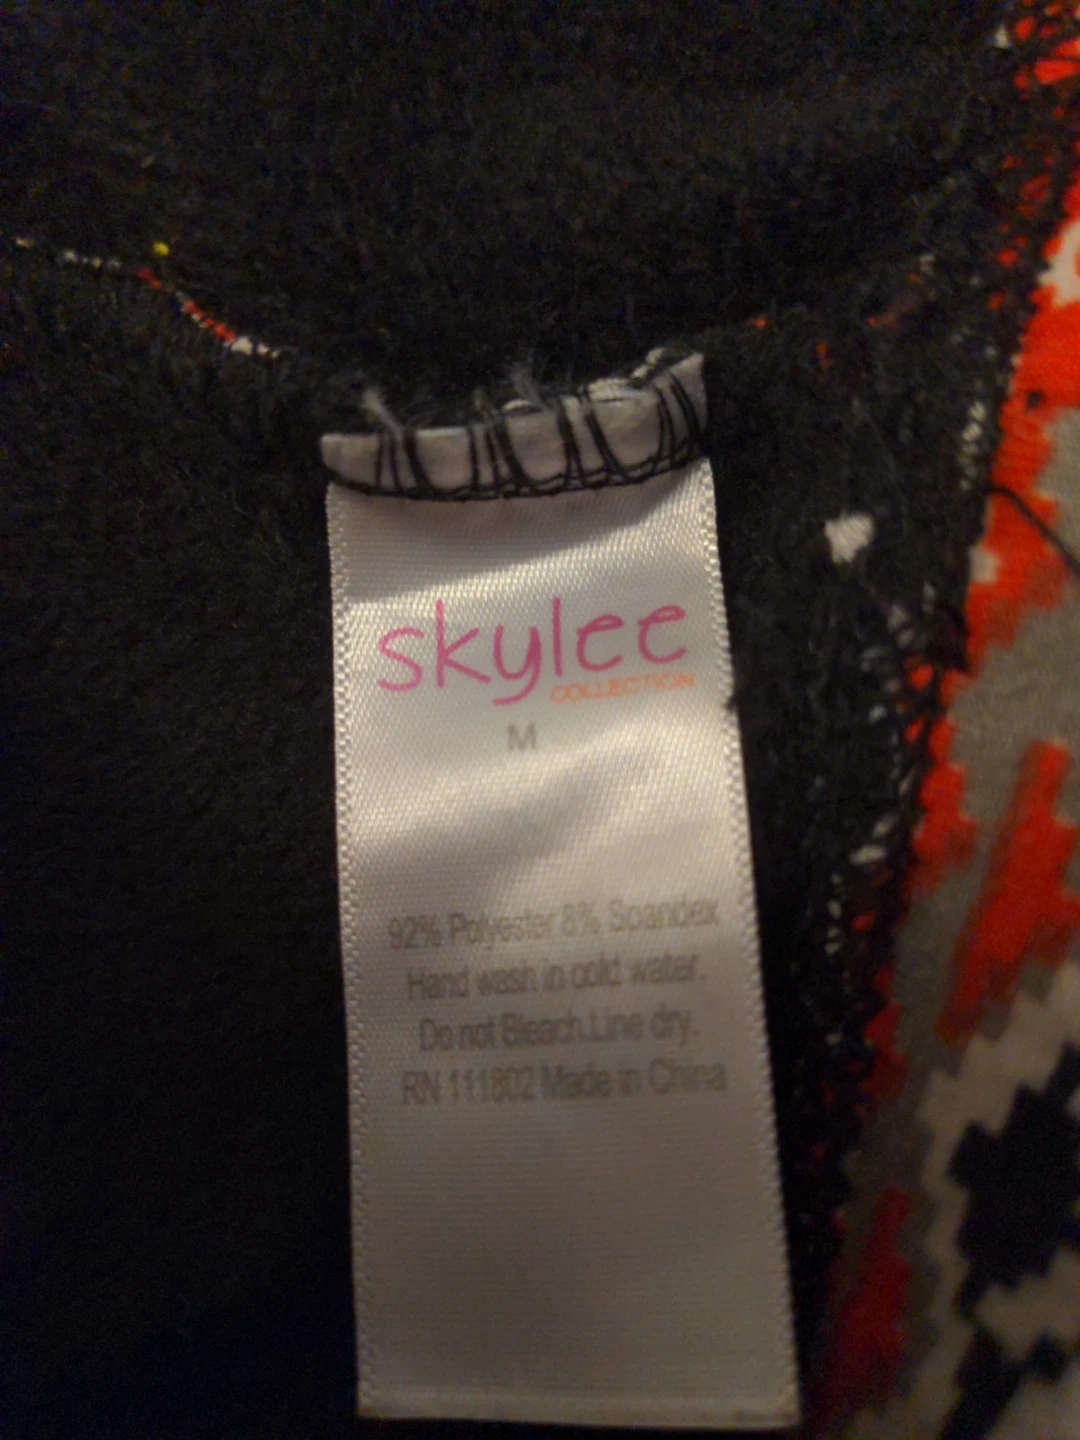 skylee
COLLECTION
M
92% Polyester 8% Spandex
Hand wash in cold water.
Do not Bleach.Line dry.
RN 111802 Made in China